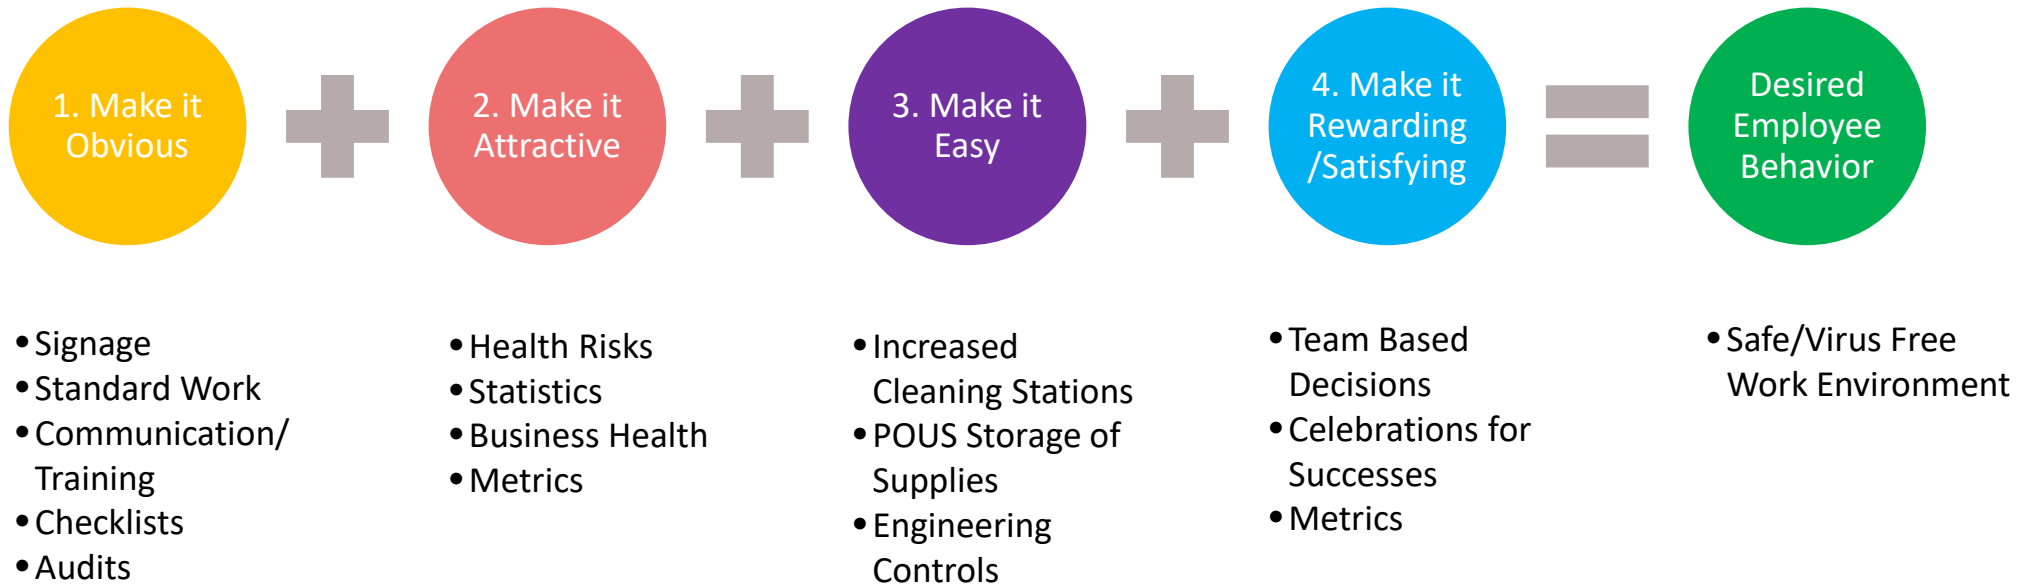 1. Make it
Obvious
2. Make it
Attractive
3. Make it
Easy
4. Make it
Rewarding
/Satisfying
Desired
Employee
Behavior
•Signage
•Standard Work
•Communication/
Training
•Checklists
•Audits
•Health Risks
•Statistics
•Business Health
•Metrics
•Increased
Cleaning Stations
•POUS Storage of
Supplies
•Engineering
Controls
•Team Based
Decisions
•Celebrations for
Successes
•Metrics
•Safe/Virus Free
Work Environment